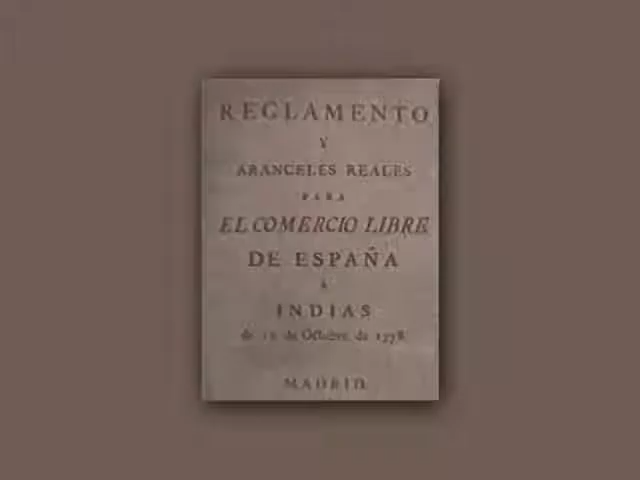 REGLAMENTO
Y
ARANCELES REALES
PARA
EL COMERCIO LIBRE
DE ESPAÑA
A
INDIAS
de 12 de Octubre de 1778
MADRID